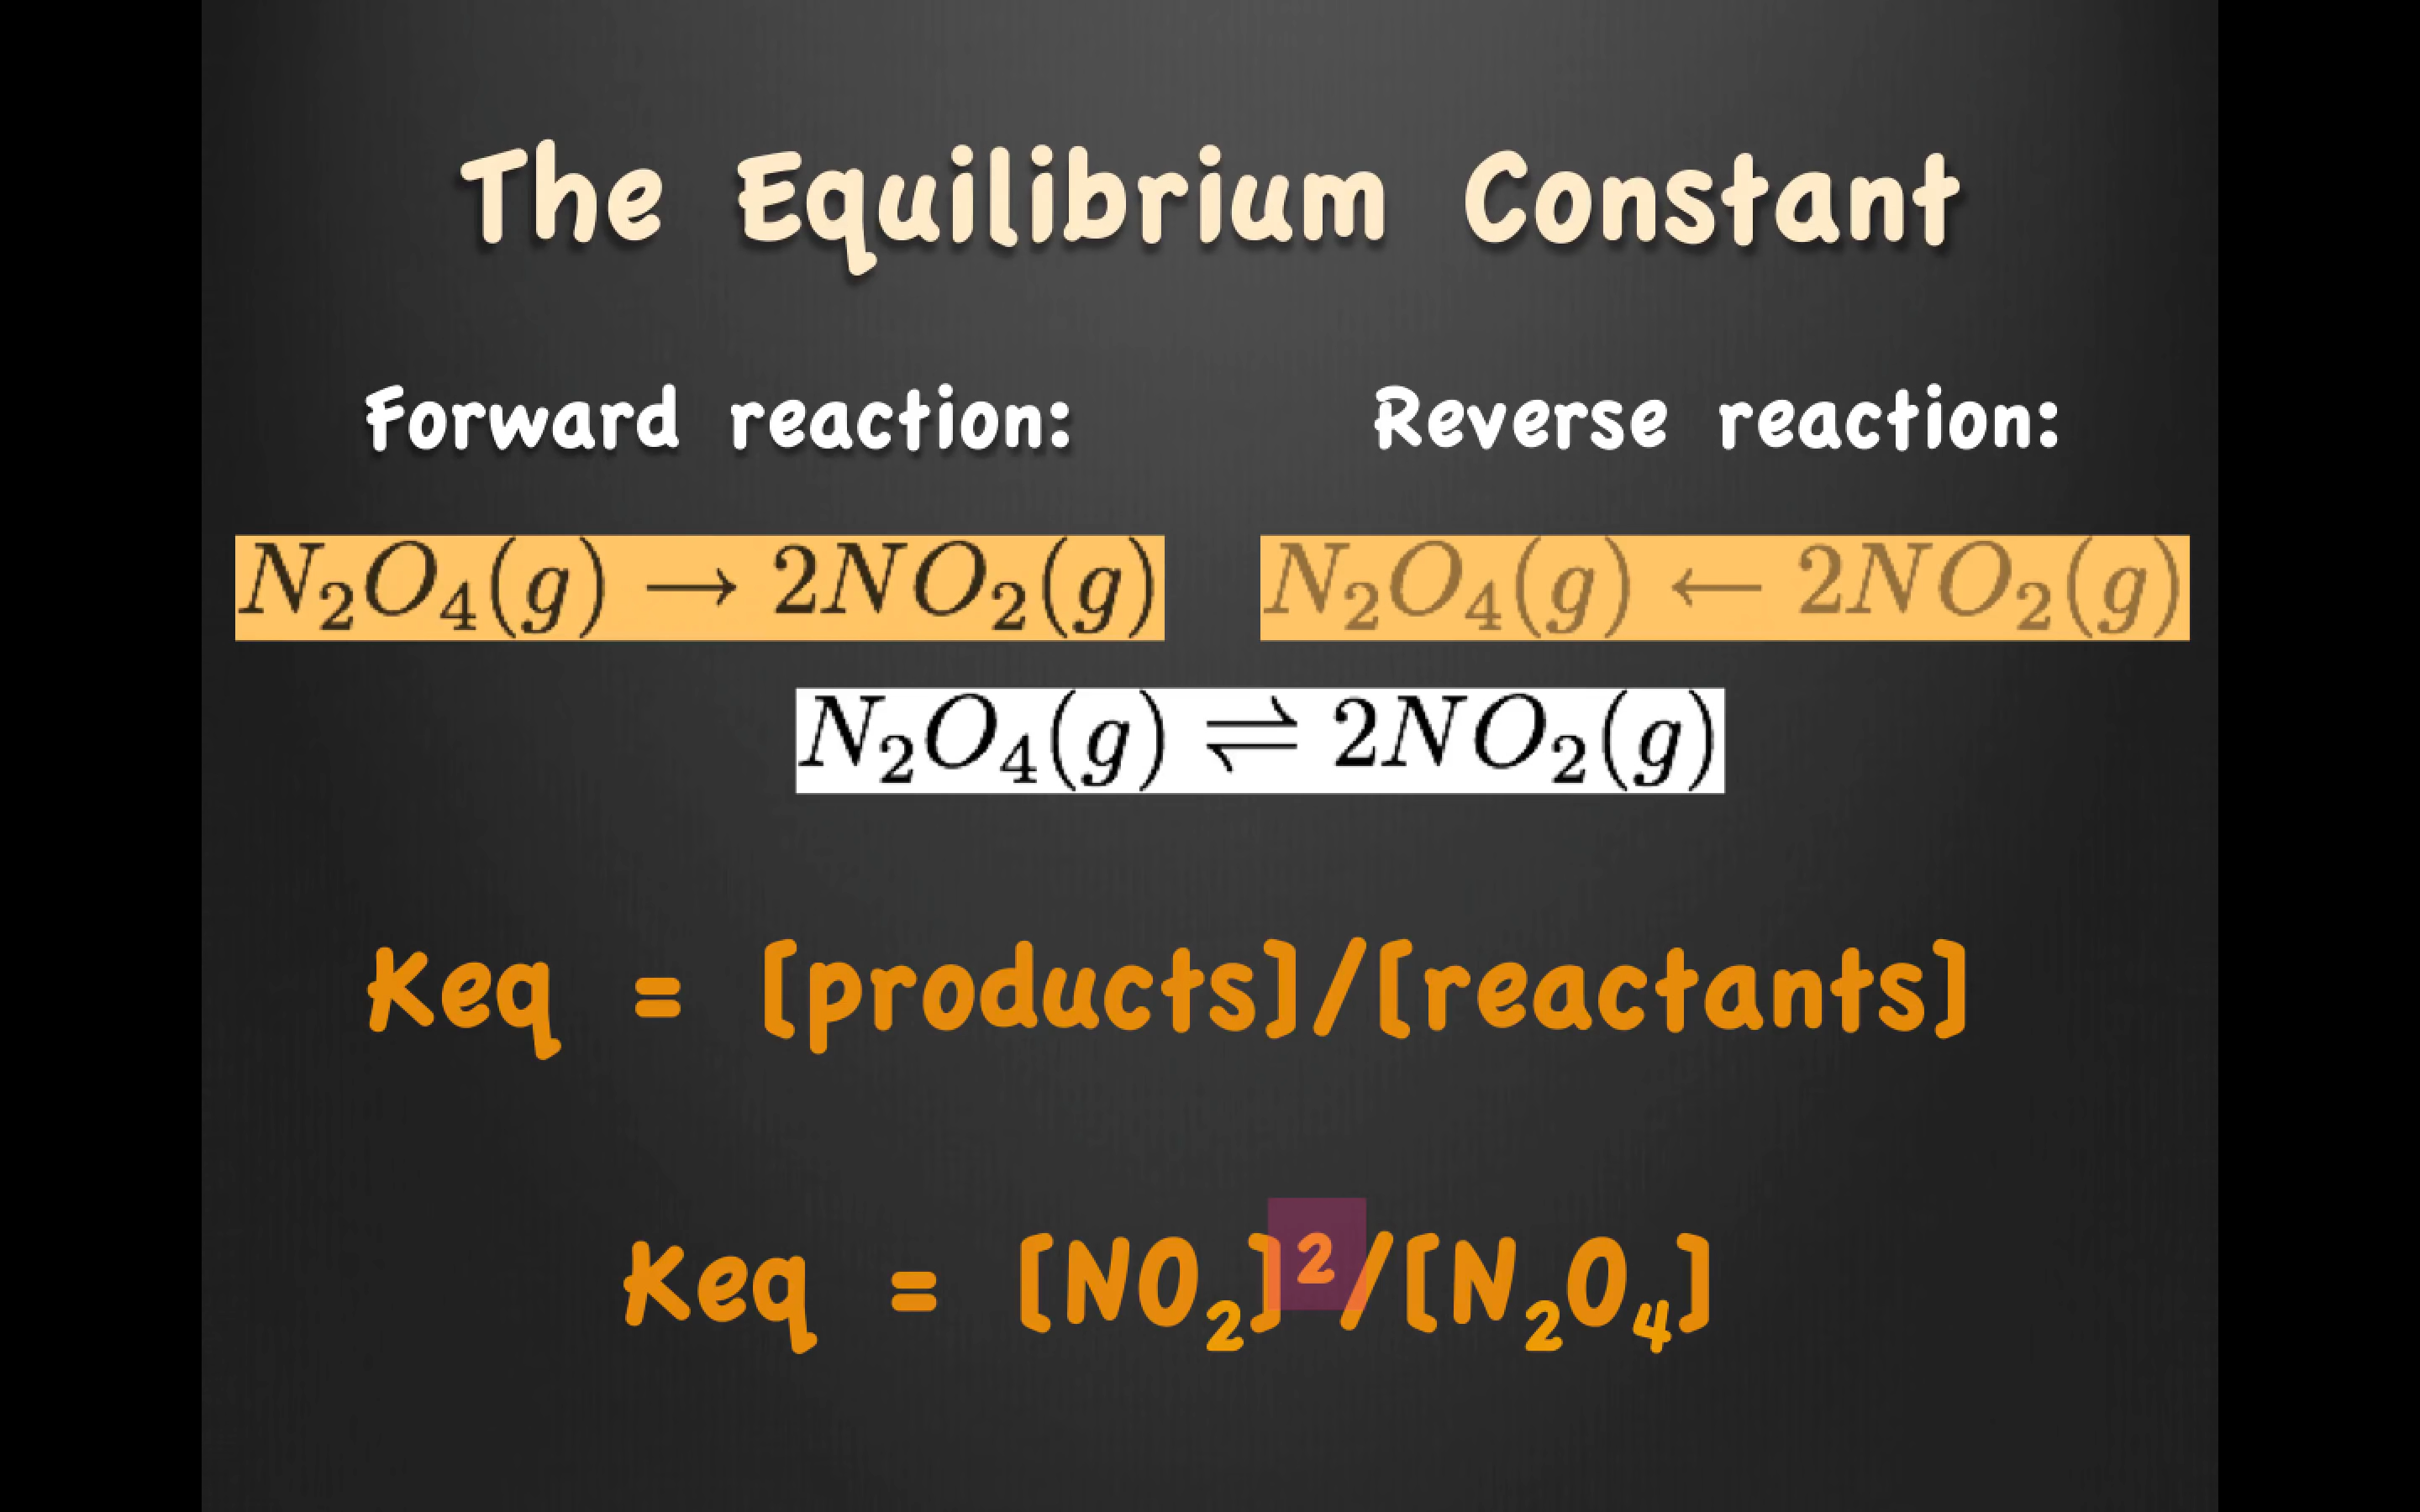 The Equilibrium Constant
Forward reaction: Reverse reaction:
N₂O₄(g) → 2NO₂(g) N₂O₄(g) ← 2NO₂(g)
N₂O₄(g) ⇌ 2NO₂(g)
Keq = [products]/[reactants]
Keq = [NO₂]²/[N₂O₄]